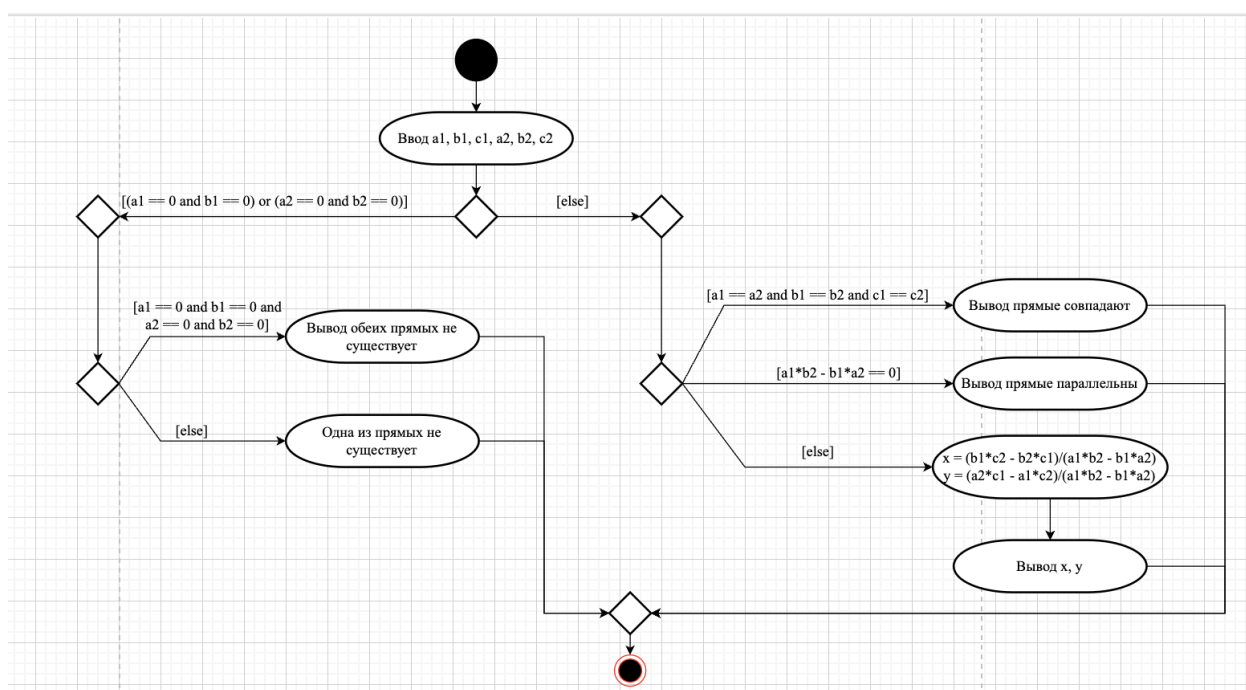 Ввод a1, b1, c1, a2, b2, c2
[(a1 == 0 and b1 == 0) or (a2 == 0 and b2 == 0)]
[else]
[a1 == 0 and b1 == 0 and
a2 == 0 and b2 == 0]
Вывод обеих прямых не
существует
[else]
Одна из прямых не
существует
[a1 == a2 and b1 == b2 and c1 == c2]
Вывод прямые совпадают
[a1*b2 - b1*a2 == 0]
Вывод прямые параллельны
[else]
x = (b1*c2 - b2*c1)/(a1*b2 - b1*a2)
y = (a2*c1 - a1*c2)/(a1*b2 - b1*a2)
Вывод x, y